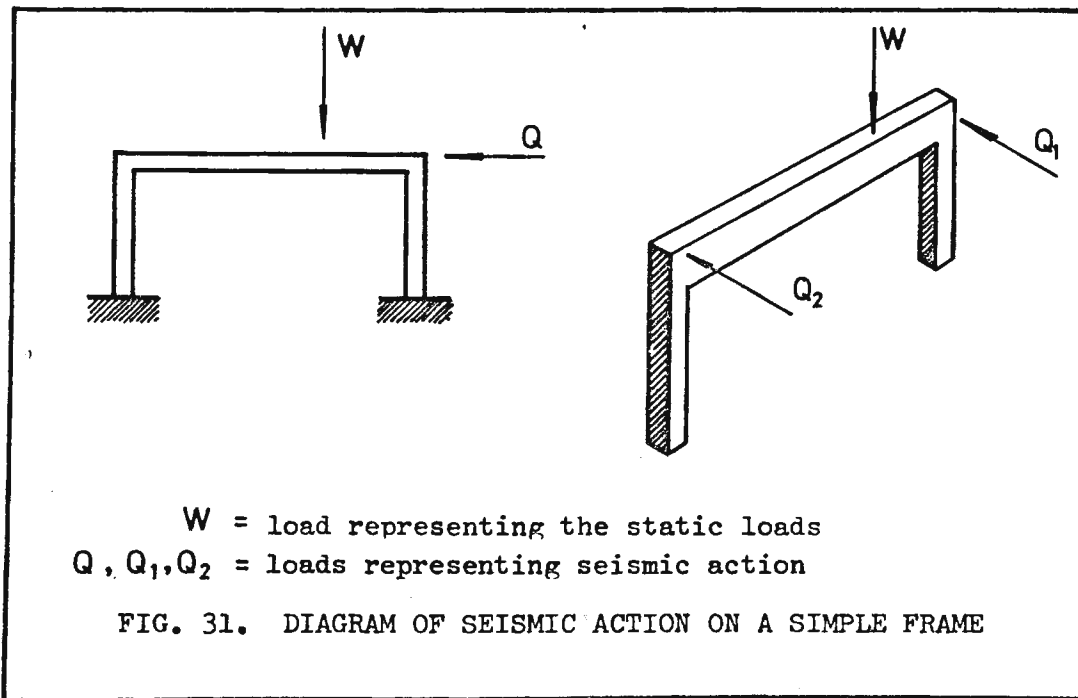 W
Q
W
Q₁
Q₂
W = load representing the static loads
Q, Q₁, Q₂ = loads representing seismic action
FIG. 31. DIAGRAM OF SEISMIC ACTION ON A SIMPLE FRAME